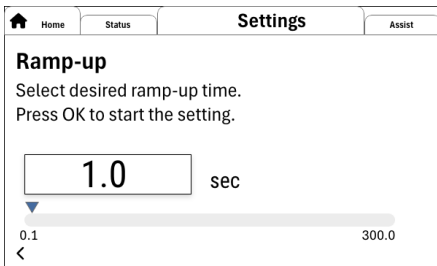 Home
Status
Settings
Assist
Ramp-up
Select desired ramp-up time.
Press OK to start the setting.
1.0
sec
0.1
300.0